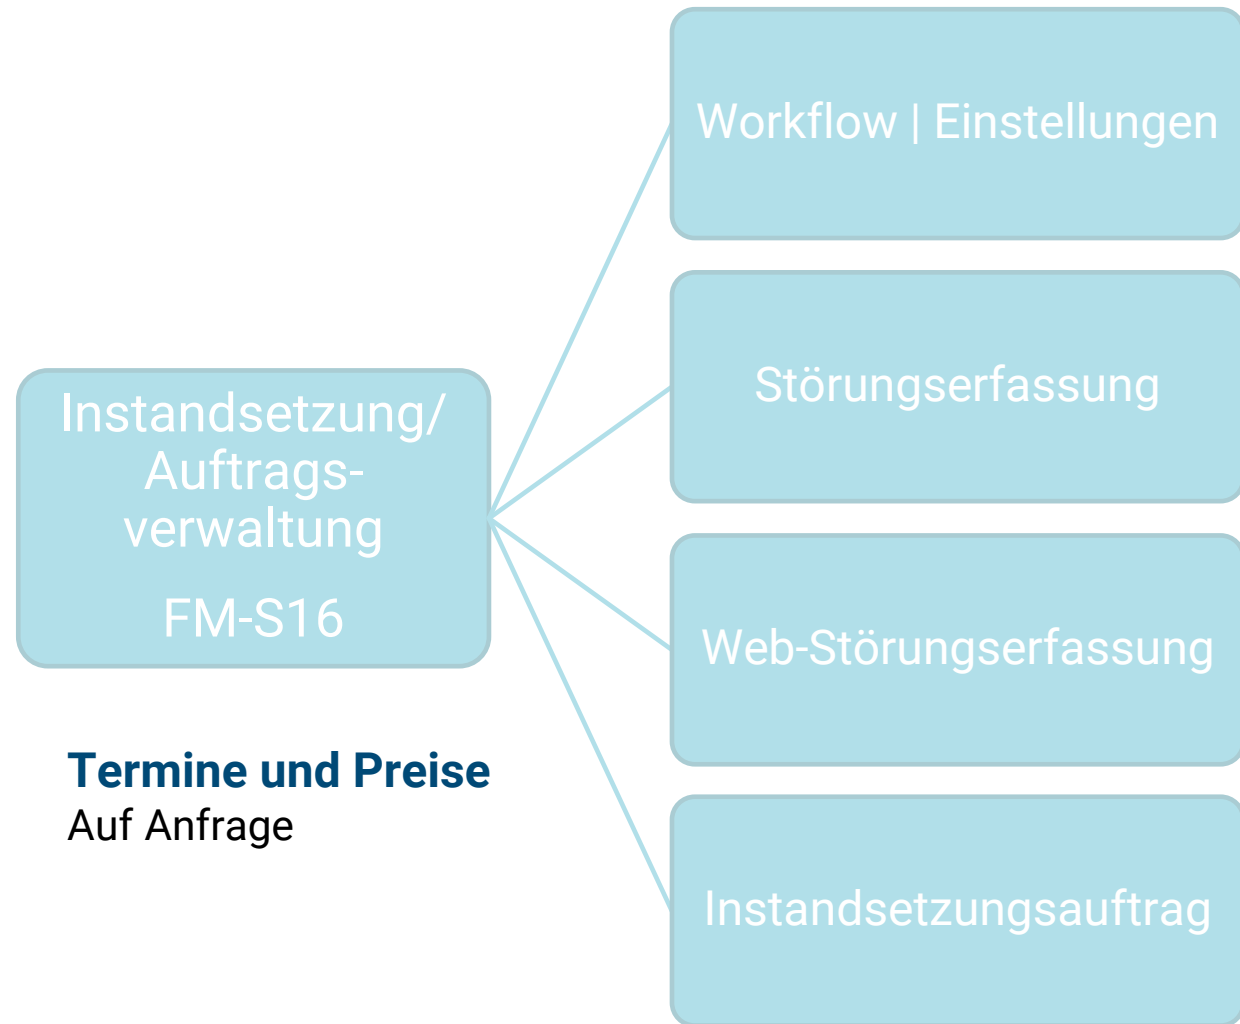 Workflow | Einstellungen
Störungserfassung
Instandsetzung/
Auftrags-
verwaltung
FM-S16
Web-Störungserfassung
Termine und Preise
Auf Anfrage
Instandsetzungsauftrag